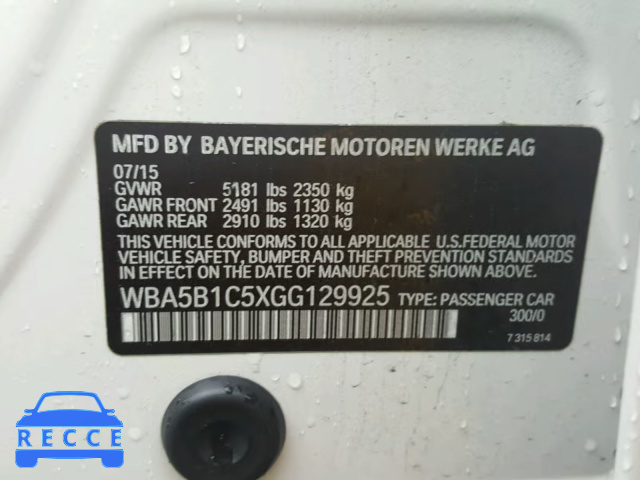 MFD BY BAYERISCHE MOTOREN WERKE AG
07/15
GVWR 5181 lbs 2350 kg
GAWR FRONT 2491 lbs 1130 kg
GAWR REAR 2910 lbs 1320 kg
THIS VEHICLE CONFORMS TO ALL APPLICABLE U.S.FEDERAL MOTOR
VEHICLE SAFETY, BUMPER AND THEFT PREVENTION STANDARDS
IN EFFECT ON THE DATE OF MANUFACTURE SHOWN ABOVE.
WBA5B1C5XGG129925 TYPE: PASSENGER CAR
300/0
7 315 814
RECCE